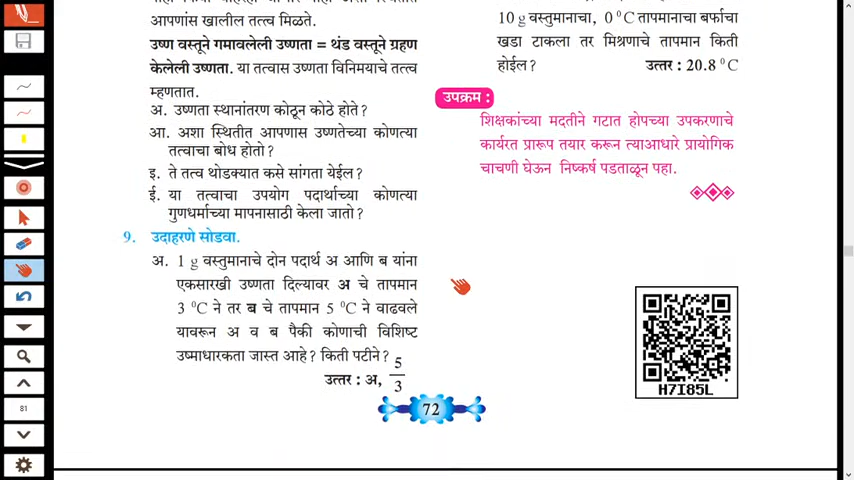 आपणांस खालील तत्त्व मिळते.
उष्ण वस्तूने गमावलेली उष्णता = थंड वस्तूने ग्रहण
केलेली उष्णता. या तत्वास उष्णता विनिमयाचे तत्त्व
म्हणतात.
अ. उष्णता स्थानांतरण कोठून कोठे होते ?
आ. अशा स्थितीत आपणास उष्णतेच्या कोणत्या
तत्वाचा बोध होतो ?
इ. ते तत्व थोडक्यात कसे सांगता येईल ?
ई. या तत्वाचा उपयोग पदार्थाच्या कोणत्या
गुणधर्माच्या मापनासाठी केला जातो ?
9. उदाहरणे सोडवा.
अ. 1 g वस्तुमानाचे दोन पदार्थ अ आणि ब यांना
एकसारखी उष्णता दिल्यावर अ चे तापमान
3 ⁰C ने तर ब चे तापमान 5 ⁰C ने वाढवले
यावरून अ व ब पैकी कोणाची विशिष्ट
उष्माधारकता जास्त आहे ? किती पटीने ?
उत्तर : अ, 5/3
10 g वस्तुमानाचा, 0 ⁰C तापमानाचा बर्फाचा
खडा टाकला तर मिश्रणाचे तापमान किती
होईल ? उत्तर : 20.8 ⁰C
उपक्रम :
शिक्षकांच्या मदतीने गटात होपच्या उपकरणाचे
कार्यरत प्रारूप तयार करून त्याआधारे प्रायोगिक
चाचणी घेऊन निष्कर्ष पडताळून पहा.
H7I85L
72
81